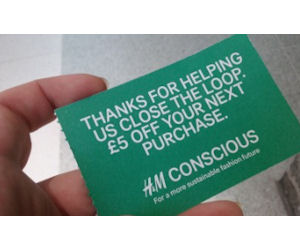 THANKS FOR HELPING
US CLOSE THE LOOP.
£5 OFF YOUR NEXT
PURCHASE.
H&M CONSCIOUS
For a more sustainable fashion future